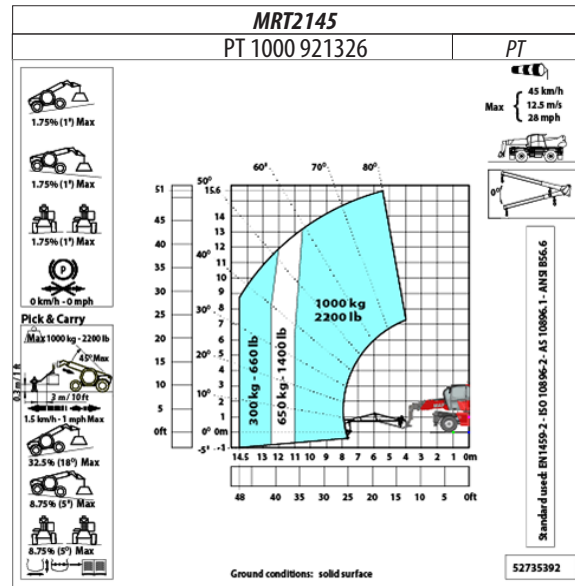 MRT2145
PT 1000 921326
PT
1.75% (1°) Max
1.75% (1°) Max
1.75% (1°) Max
P
0 km/h - 0 mph
Pick & Carry
Max 1000 kg - 2200 lb
45° Max
0.3 m / 1 ft
3 m / 10 ft
1.5 km/h - 1 mph Max
32.5% (18°) Max
8.75% (5°) Max
8.75% (5°) Max
Max
45 km/h
12.5 m/s
28 mph
0°
60° 70° 80°
51 50° 15.6
45 14
13
40 40° 12
35 11
10
30 30° 9
8
25 7
20 20° 6
5
15 4
10 10° 3
5 2
1
0ft 0° 0m
-5° -1
300 kg - 660 lb
650 kg - 1400 lb
1000 kg
2200 lb
14.5 13 12 11 10 9 8 7 6 5 4 3 2 1 0m
48 40 35 30 25 20 15 10 5 0ft
Standard used: EN1459-2 - ISO 10896-2 - AS 10896.1 - ANSI B56.6
Ground conditions: solid surface
52735392